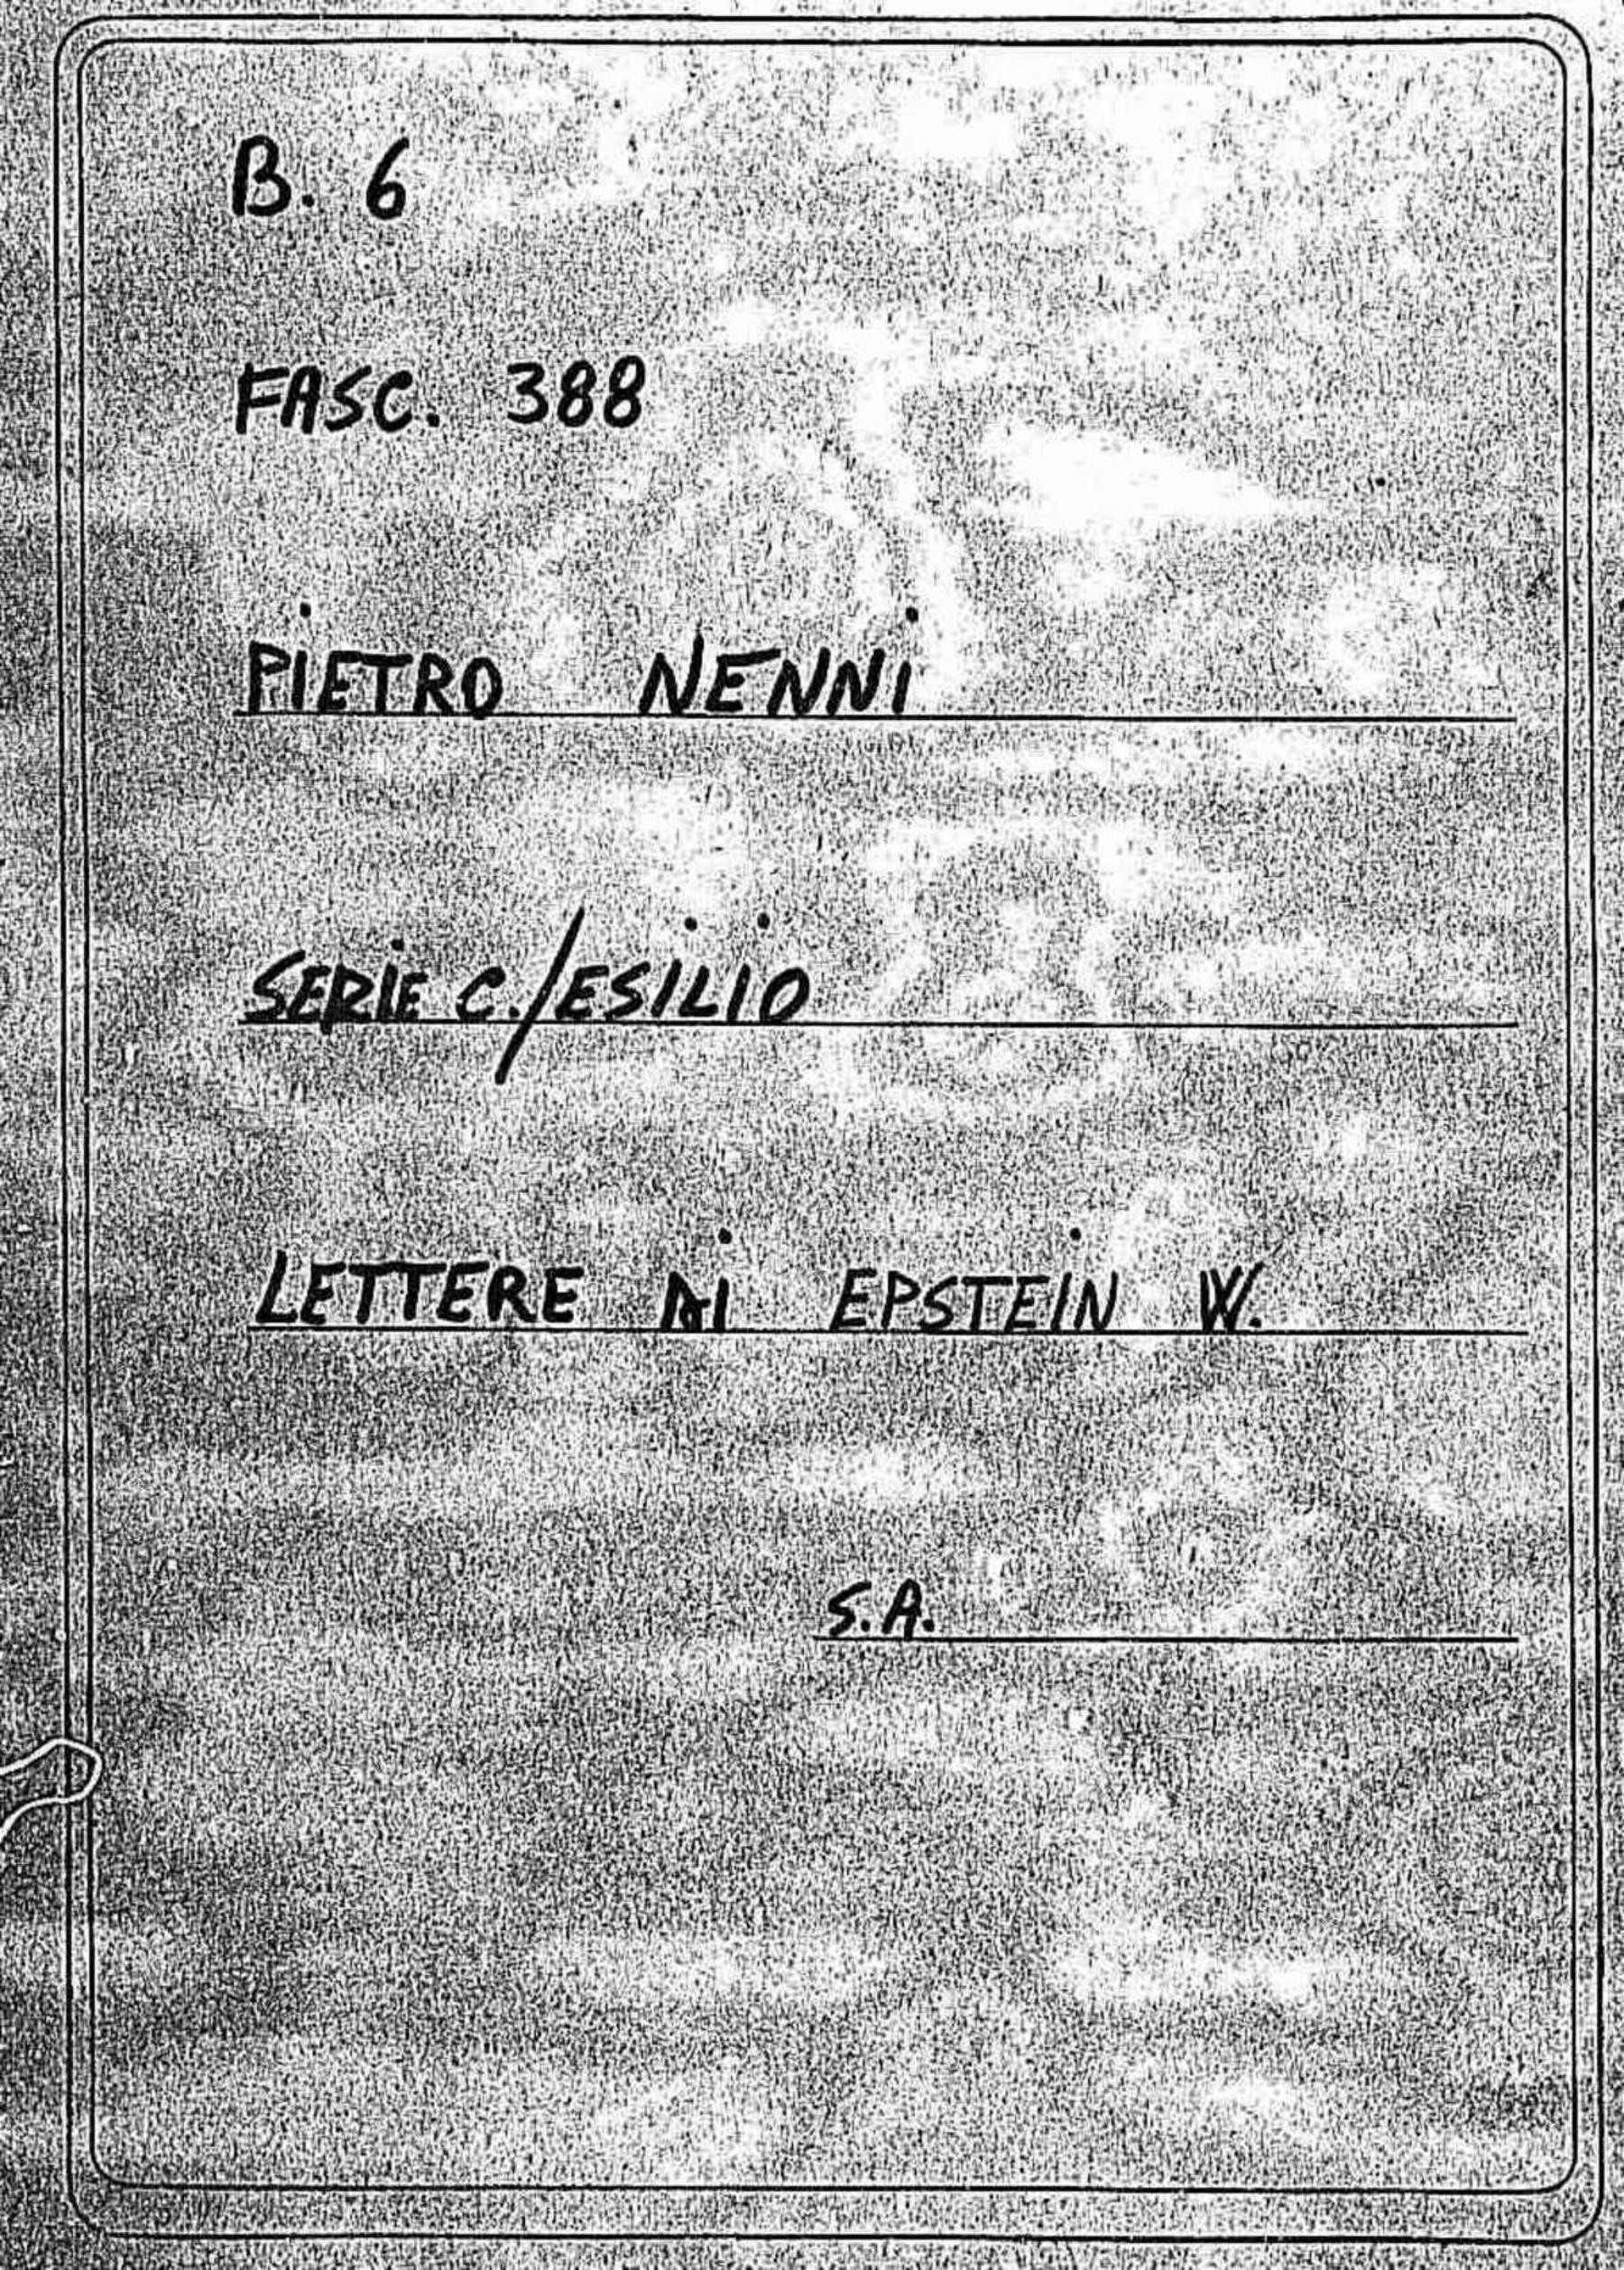 B. 6
FASC. 388
PIETRO NENNI
SERIE C./ESILIO
LETTERE DI EPSTEIN W.
S.A.